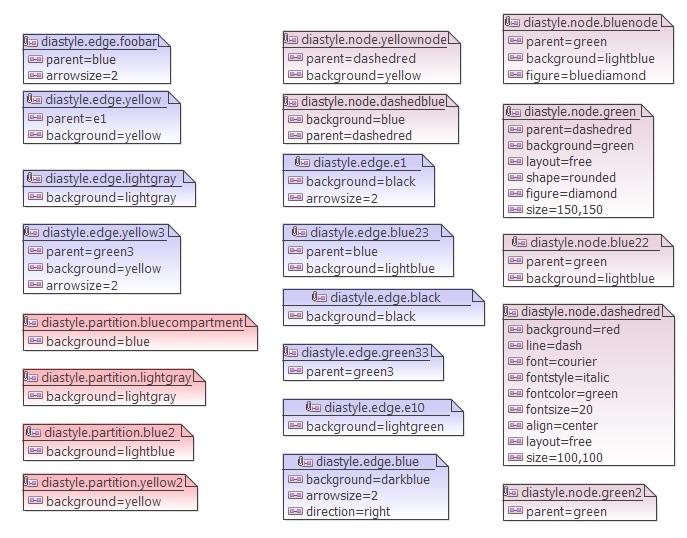 diastyle.edge.foobar
parent=blue
arrowsize=2
diastyle.edge.yellow
parent=e1
background=yellow
diastyle.edge.lightgray
background=lightgray
diastyle.edge.yellow3
parent=green3
background=yellow
arrowsize=2
diastyle.partition.bluecompartment
background=blue
diastyle.partition.lightgray
background=lightgray
diastyle.partition.blue2
background=lightblue
diastyle.partition.yellow2
background=yellow
diastyle.node.yellownode
parent=dashedred
background=yellow
diastyle.node.dashedblue
background=blue
parent=dashedred
diastyle.edge.e1
background=black
arrowsize=2
diastyle.edge.blue23
parent=blue
background=lightblue
diastyle.edge.black
background=black
diastyle.edge.green33
parent=green3
diastyle.edge.e10
background=lightgreen
diastyle.edge.blue
background=darkblue
arrowsize=2
direction=right
diastyle.node.bluenode
parent=green
background=lightblue
figure=bluediamond
diastyle.node.green
parent=dashedred
background=green
layout=free
shape=rounded
figure=diamond
size=150,150
diastyle.node.blue22
parent=green
background=lightblue
diastyle.node.dashedred
background=red
line=dash
font=courier
fontstyle=italic
fontcolor=green
fontsize=20
align=center
layout=free
size=100,100
diastyle.node.green2
parent=green